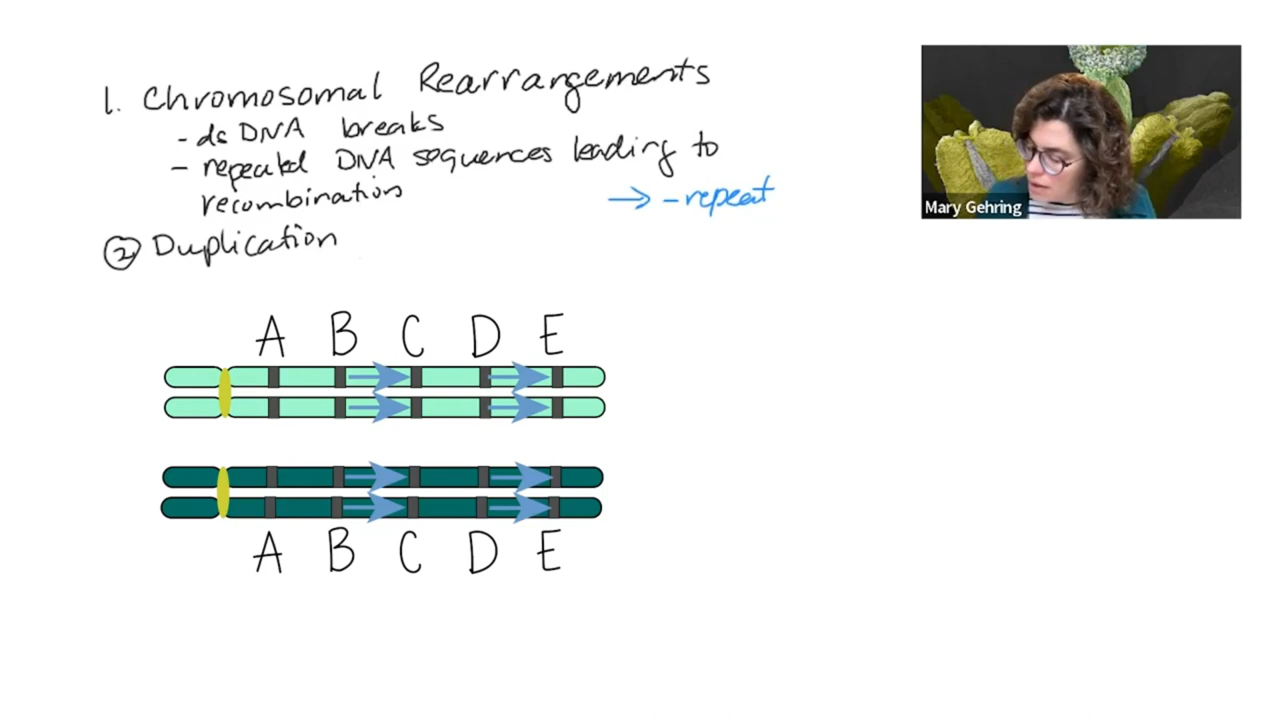 1. Chromosomal Rearrangements
- ds DNA breaks
- repeated DNA sequences leading to
recombination
→ - repeat
② Duplication
A B C D E
A B C D E
Mary Gehring